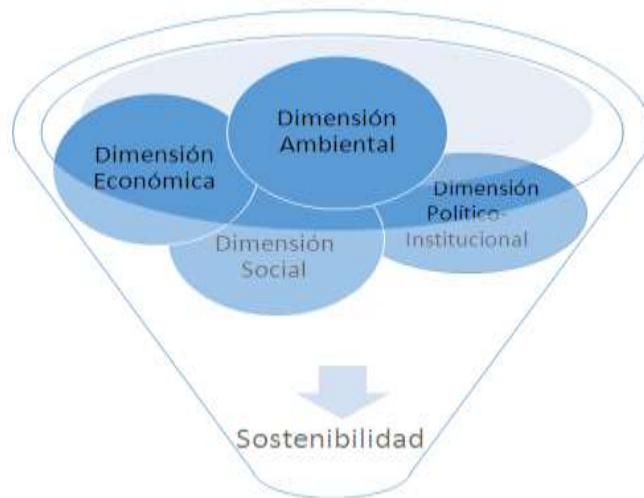 Dimensión
Ambiental
Dimensión
Económica
Dimensión
Político-
Institucional
Dimensión
Social
Sostenibilidad